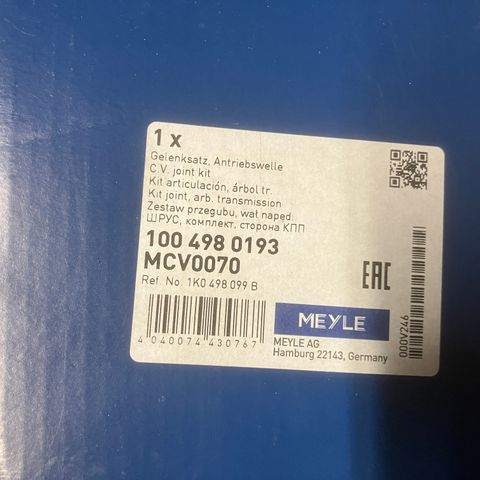 1 x
Gelenksatz, Antriebswelle
C.V. joint kit
Kit articulación, árbol tr.
Kit joint, arb. transmission
Zestaw przegubu, wał napęd.
ШРУС, комплект, сторона КПП
100 498 0193
MCV0070
Ref. No. 1K0 498 099 B
EAC
4 040074 430767
MEYLE
MEYLE AG
Hamburg 22143, Germany
000V246